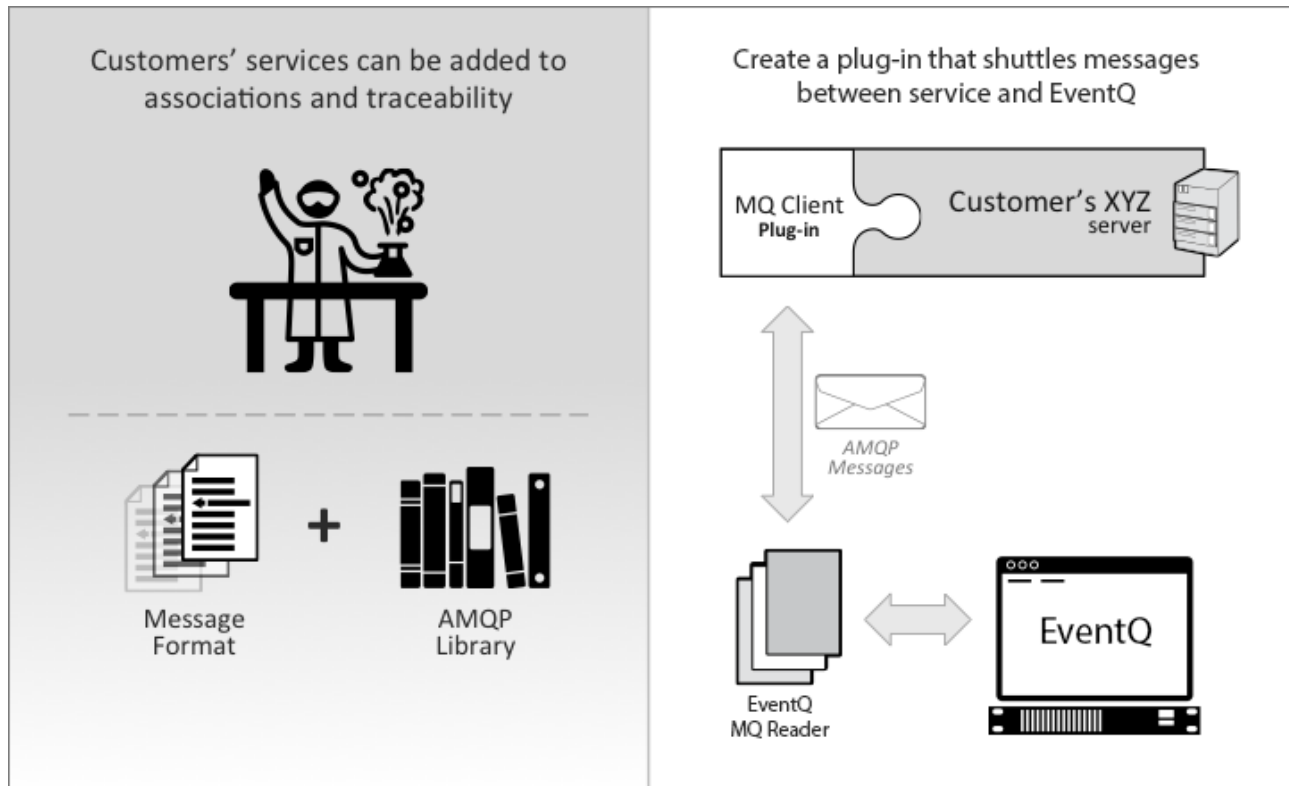 Customers' services can be added to
associations and traceability
Message
Format
AMQP
Library
Create a plug-in that shuttles messages
between service and EventQ
MQ Client
Plug-in
Customer's XYZ
server
AMQP
Messages
EventQ
MQ Reader
EventQ